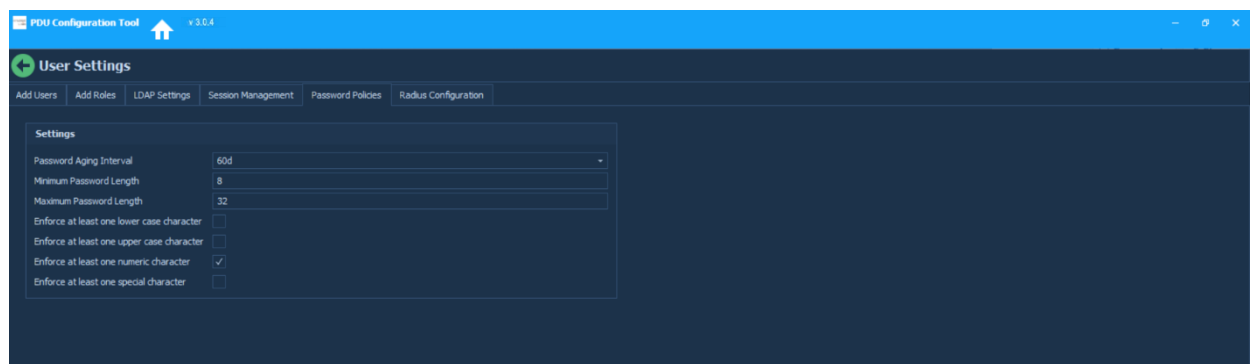 PDU Configuration Tool v 3.0.4
User Settings
Add Users Add Roles LDAP Settings Session Management Password Policies Radius Configuration
Settings
Password Aging Interval 60d
Minimum Password Length 8
Maximum Password Length 32
Enforce at least one lower case character
Enforce at least one upper case character
Enforce at least one numeric character
Enforce at least one special character